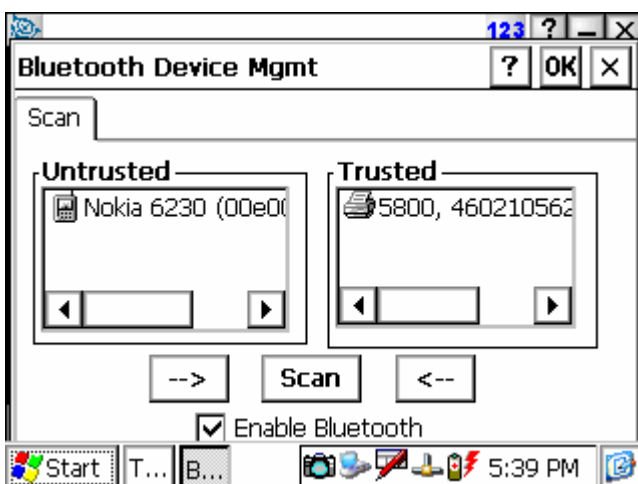 123 ?
Bluetooth Device Mgmt ? OK ×
Scan
Untrusted
Trusted
Nokia 6230 (00e0(
5800, 460210562
-->
Scan
<--
Enable Bluetooth
Start T... B... 5:39 PM